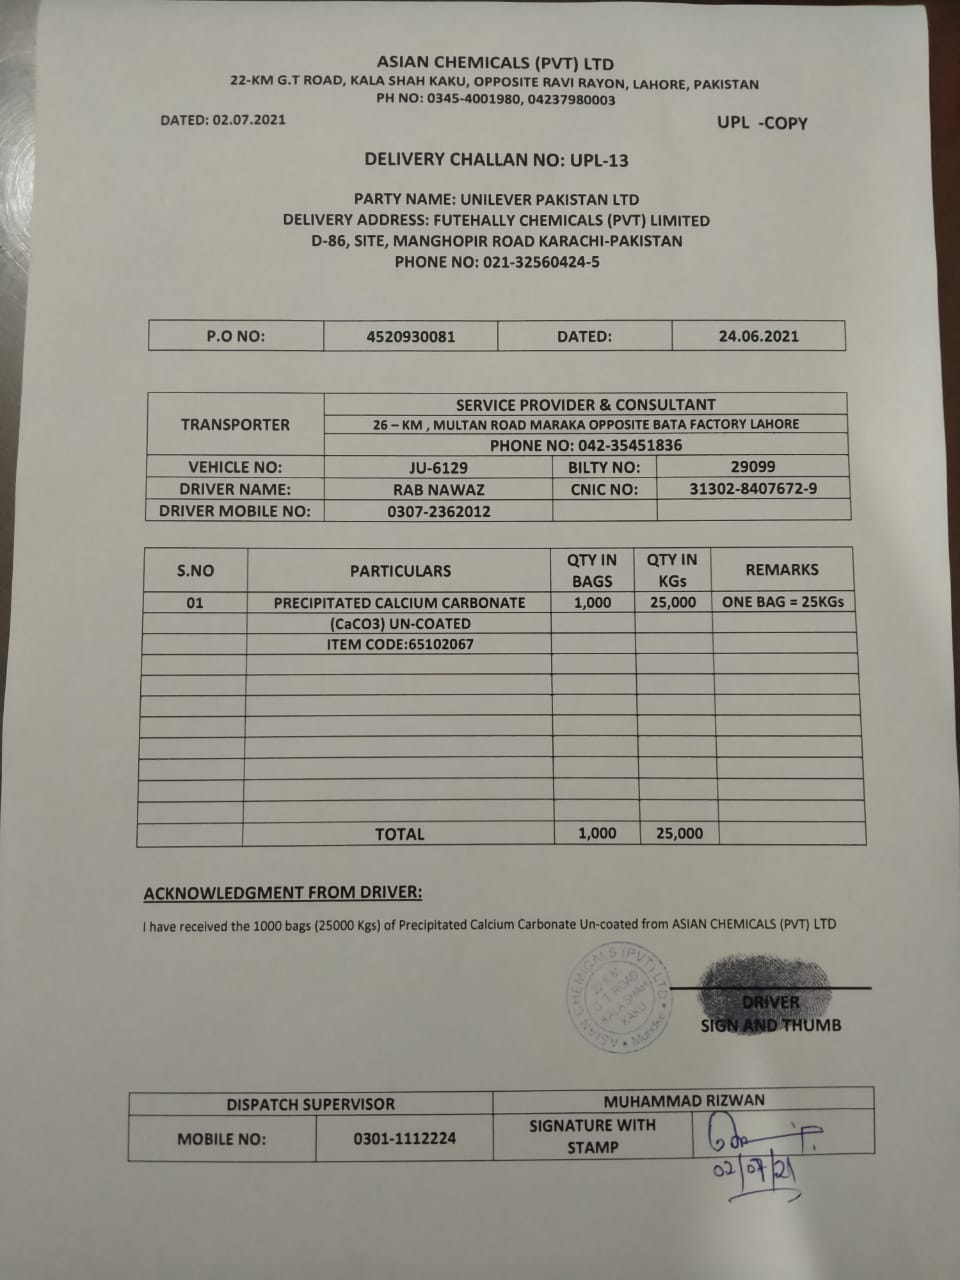 ASIAN CHEMICALS (PVT) LTD
22-KM G.T ROAD, KALA SHAH KAKU, OPPOSITE RAVI RAYON, LAHORE, PAKISTAN
PH NO: 0345-4001980, 04237980003
DATED: 02.07.2021 UPL -COPY
DELIVERY CHALLAN NO: UPL-13
PARTY NAME: UNILEVER PAKISTAN LTD
DELIVERY ADDRESS: FUTEHALLY CHEMICALS (PVT) LIMITED
D-86, SITE, MANGHOPIR ROAD KARACHI-PAKISTAN
PHONE NO: 021-32560424-5
P.O NO: 4520930081 DATED: 24.06.2021
TRANSPORTER
SERVICE PROVIDER & CONSULTANT
26 – KM , MULTAN ROAD MARAKA OPPOSITE BATA FACTORY LAHORE
PHONE NO: 042-35451836
VEHICLE NO: JU-6129 BILTY NO: 29099
DRIVER NAME: RAB NAWAZ CNIC NO: 31302-8407672-9
DRIVER MOBILE NO: 0307-2362012
S.NO PARTICULARS QTY IN BAGS QTY IN KGs REMARKS
01 PRECIPITATED CALCIUM CARBONATE 1,000 25,000 ONE BAG = 25KGs
(CaCO3) UN-COATED
ITEM CODE:65102067
TOTAL 1,000 25,000
ACKNOWLEDGMENT FROM DRIVER:
I have received the 1000 bags (25000 Kgs) of Precipitated Calcium Carbonate Un-coated from ASIAN CHEMICALS (PVT) LTD
ASIAN CHEMICALS (PVT) LTD
22 KM
G.T. ROAD
KALA SHAH
KAKU
DRIVER
SIGN AND THUMB
DISPATCH SUPERVISOR MUHAMMAD RIZWAN
MOBILE NO: 0301-1112224 SIGNATURE WITH
STAMP
02/07/21